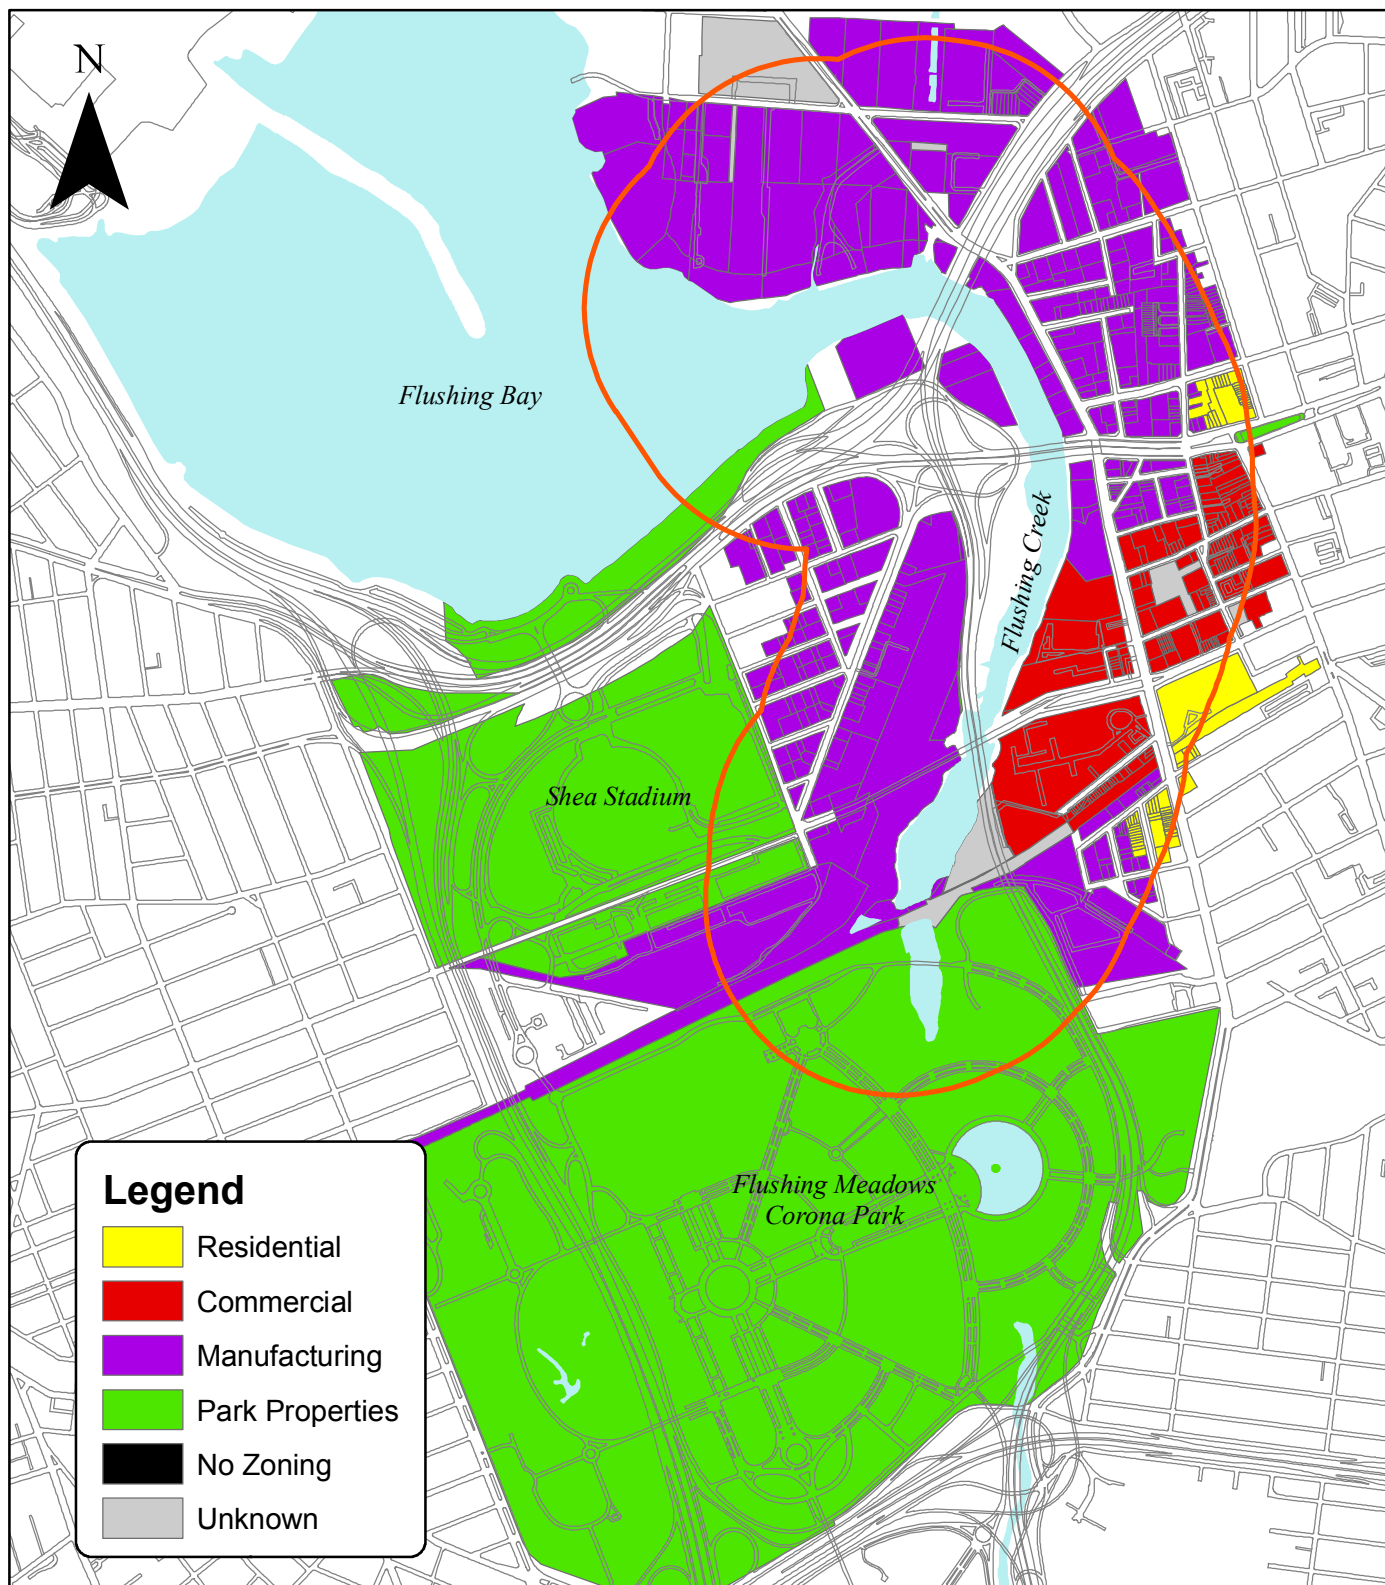 N
Flushing Bay
Flushing Creek
Shea Stadium
Flushing Meadows
Corona Park
Legend
Residential
Commercial
Manufacturing
Park Properties
No Zoning
Unknown